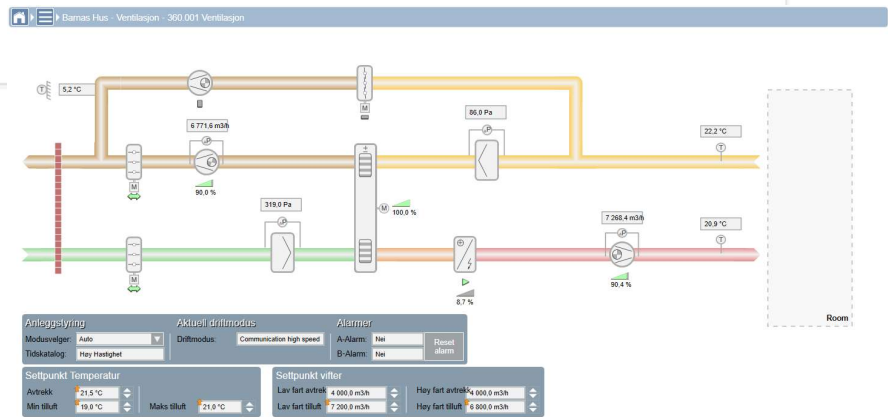 Barnas Hus - Ventilasjon - 360.001 Ventilasjon
T
5,2 °C
M
86,0 Pa
6 771,6 m3/h
P
P
22,2 °C
T
M
90,0 %
319,0 Pa
P
M
100,0 %
7 268,4 m3/h
P
20,9 °C
T
M
90,4 %
8,7 %
Room
Anleggstyring
Aktuell driftmodus
Alarmer
Modusvelger: Auto
Driftmodus: Communication high speed
A-Alarm: Nei
Reset alarm
Tidskatalog: Høy Hastighet
B-Alarm: Nei
Settpunkt Temperatur
Settpunkt vifter
Avtrekk 21,5 °C
Lav fart avtrekk 4 000,0 m3/h
Høy fart avtrekk 4 000,0 m3/h
Min tilluft 19,0 °C
Maks tilluft 21,0 °C
Lav fart tilluft 7 200,0 m3/h
Høy fart tilluft 6 800,0 m3/h